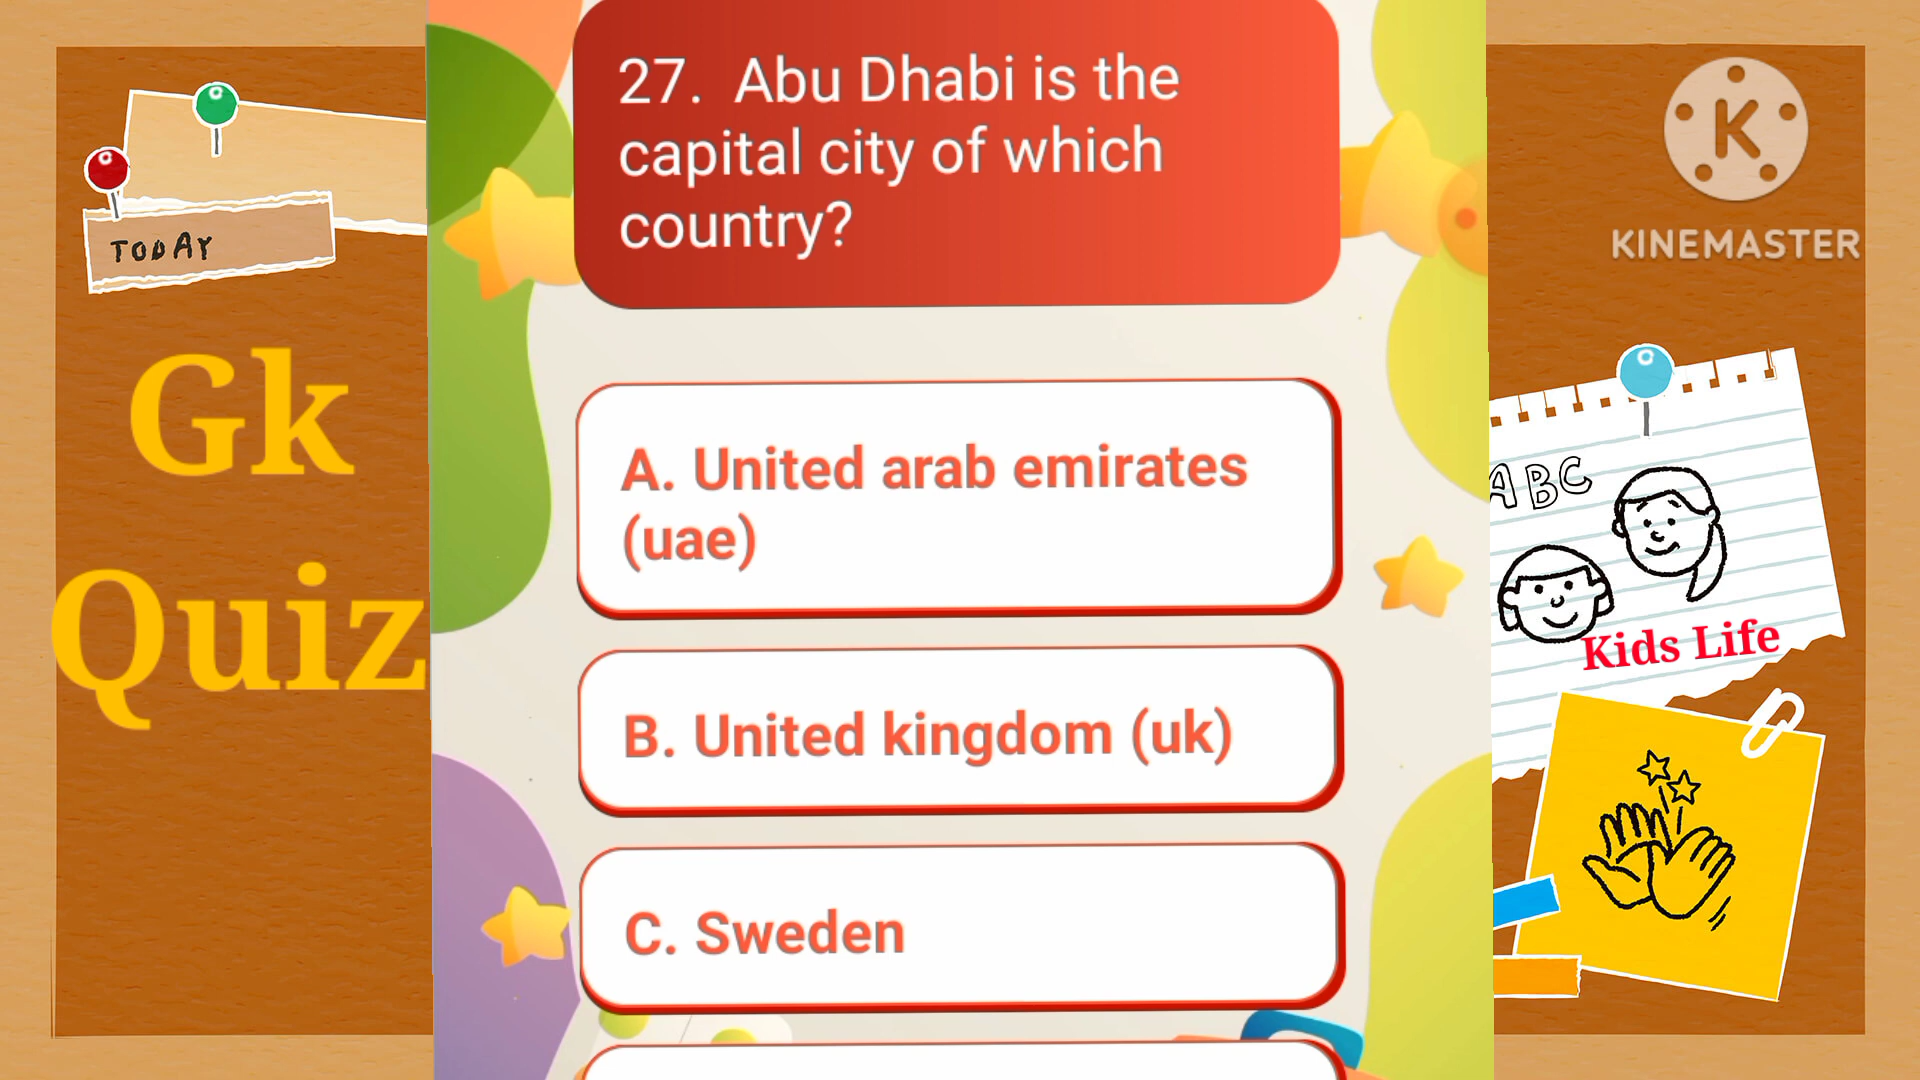 27. Abu Dhabi is the
capital city of which
country?
A. United arab emirates
(uae)
B. United kingdom (uk)
C. Sweden
TODAY
Gk
Quiz
K
KINEMASTER
ABC
Kids Life